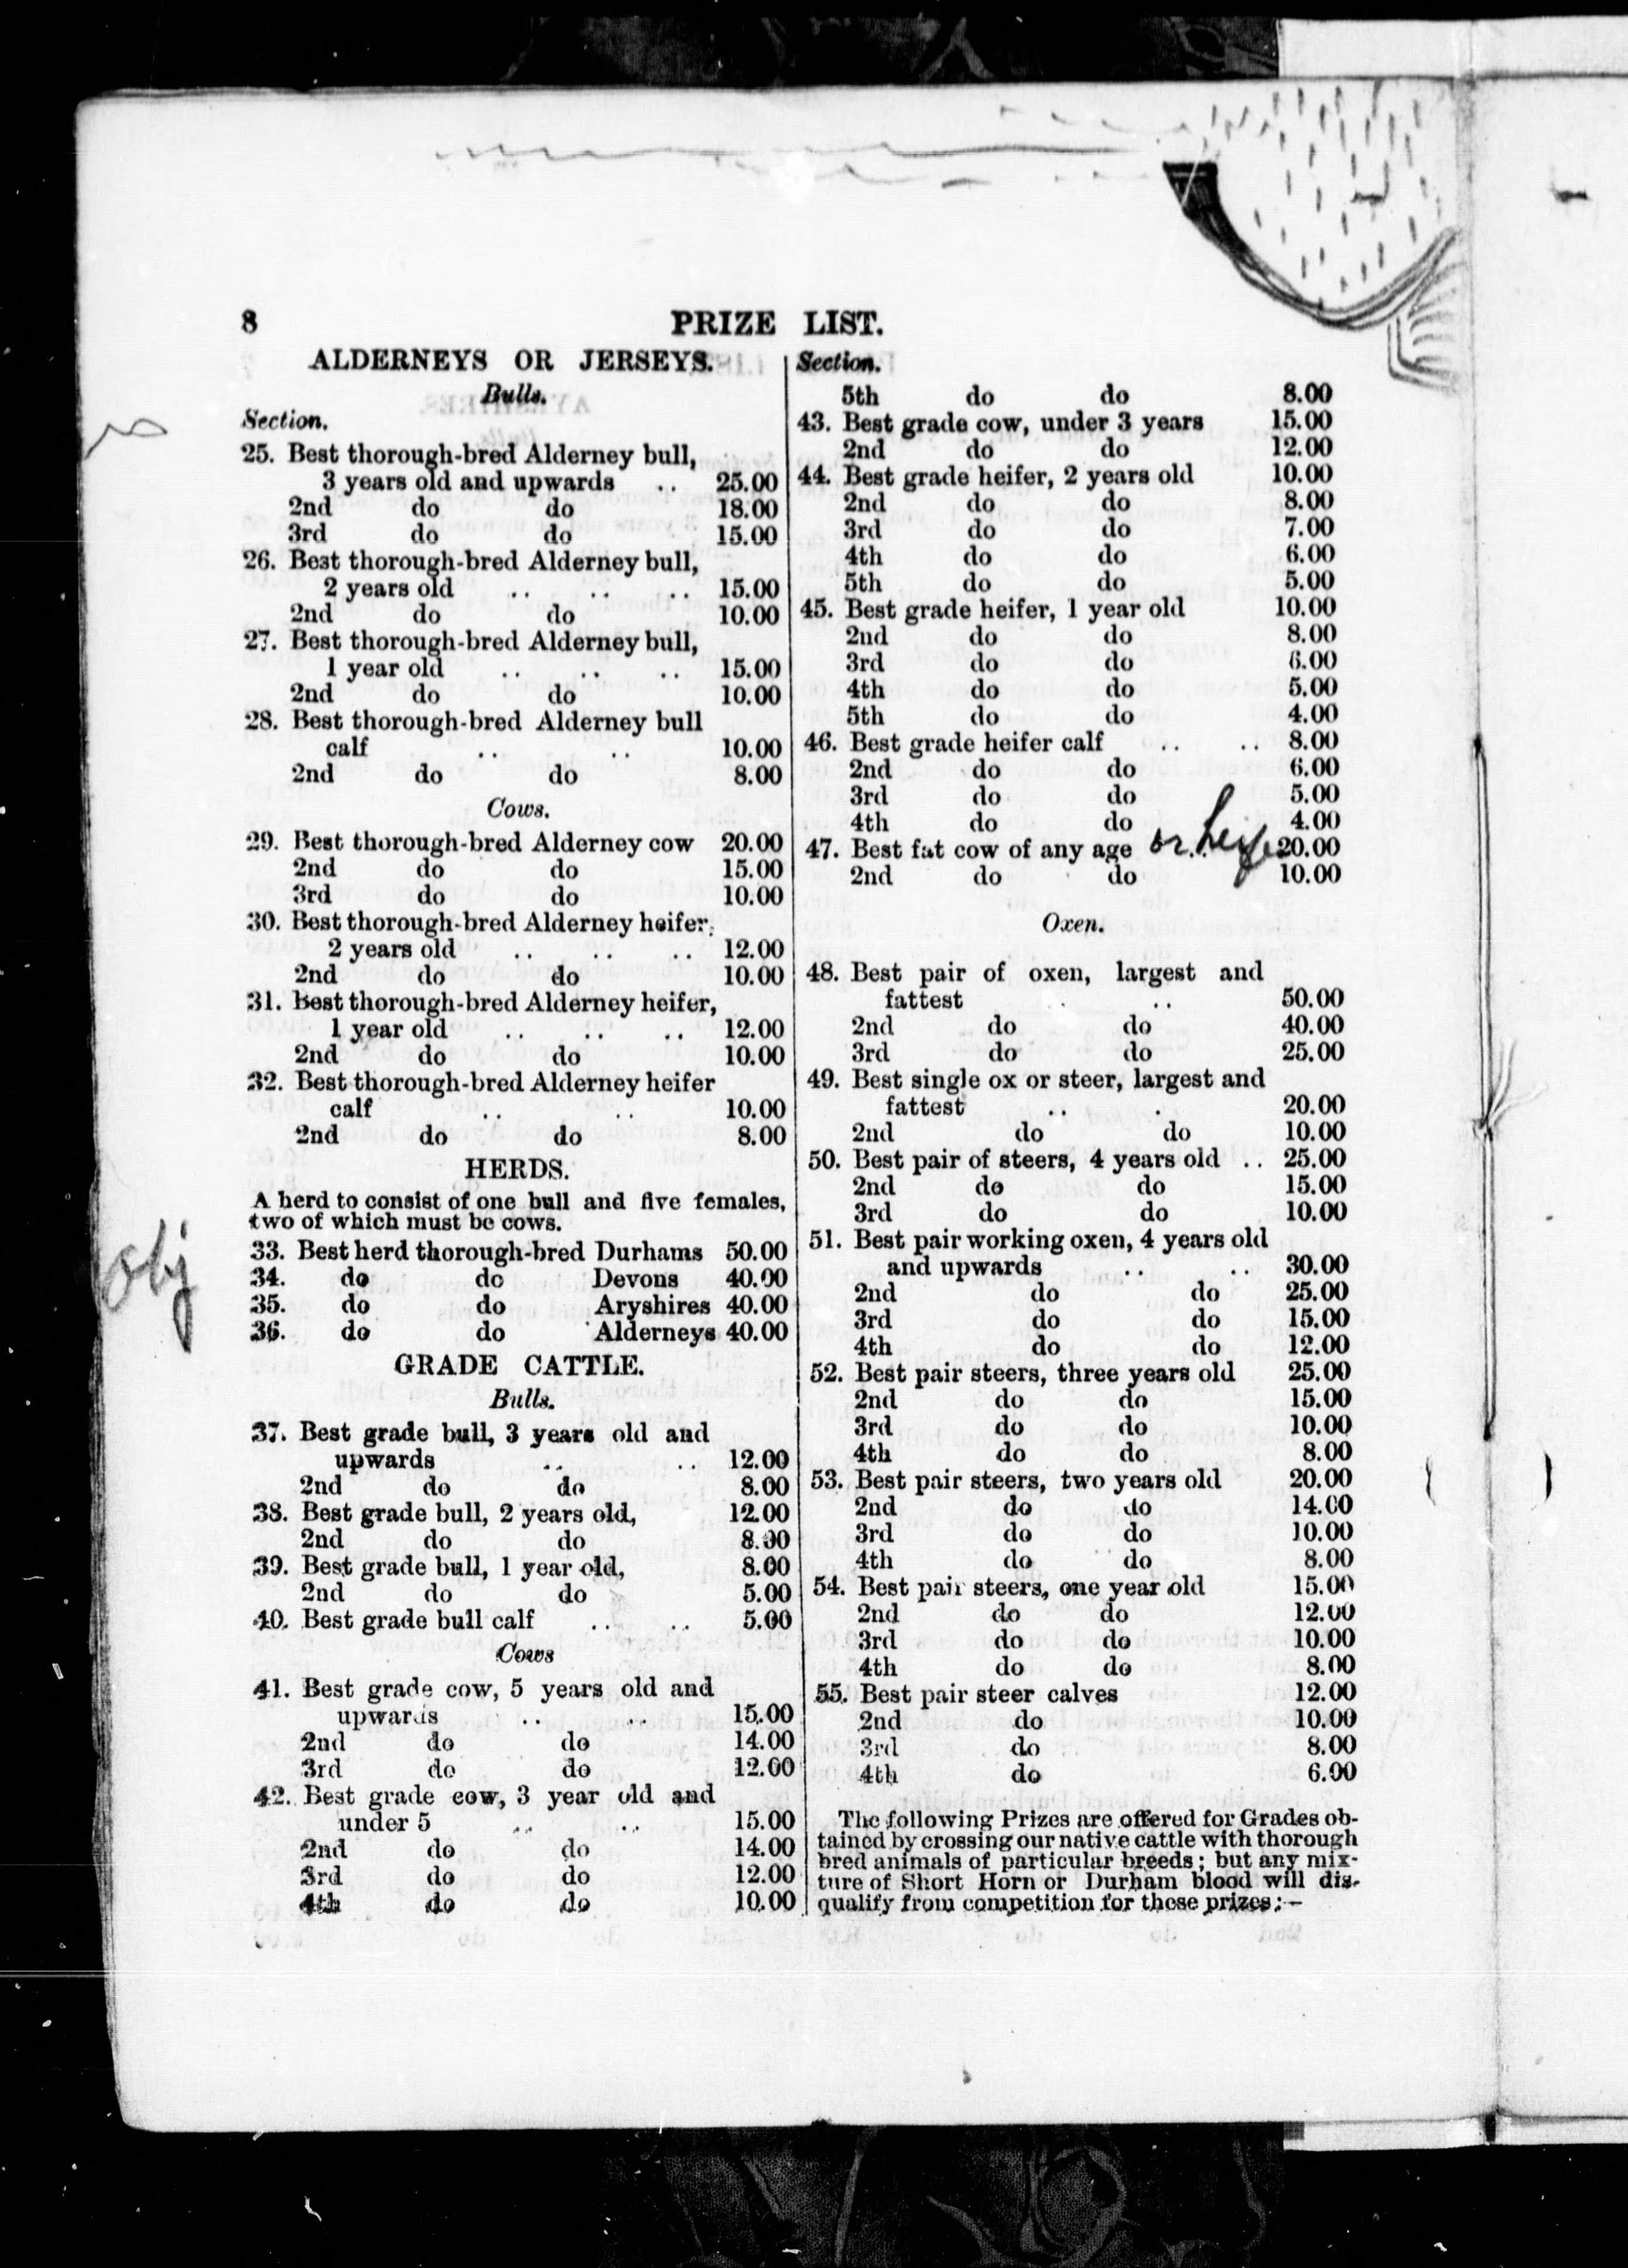 8 PRIZE LIST.
ALDERNEYS OR JERSEYS.
Bulls.
Section.
25. Best thorough-bred Alderney bull,
3 years old and upwards .. 25.00
2nd do do 18.00
3rd do do 15.00
26. Best thorough-bred Alderney bull,
2 years old .. .. .. 15.00
2nd do do 10.00
27. Best thorough-bred Alderney bull,
1 year old .. .. .. 15.00
2nd do do 10.00
28. Best thorough-bred Alderney bull
calf .. .. 10.00
2nd do do 8.00
Cows.
29. Best thorough-bred Alderney cow 20.00
2nd do do 15.00
3rd do do 10.00
30. Best thorough-bred Alderney heifer,
2 years old .. .. .. 12.00
2nd do do 10.00
31. Best thorough-bred Alderney heifer,
1 year old .. .. .. 12.00
2nd do do 10.00
32. Best thorough-bred Alderney heifer
calf .. .. 10.00
2nd do do 8.00
HERDS.
A herd to consist of one bull and five females,
two of which must be cows.
Obj
33. Best herd thorough-bred Durhams 50.00
34. do do Devons 40.00
35. do do Aryshires 40.00
36. do do Alderneys 40.00
GRADE CATTLE.
Bulls.
37. Best grade bull, 3 years old and
upwards .. .. 12.00
2nd do do 8.00
38. Best grade bull, 2 years old, 12.00
2nd do do 8.00
39. Best grade bull, 1 year old, 8.00
2nd do do 5.00
40. Best grade bull calf .. .. 5.00
Cows
41. Best grade cow, 5 years old and
upwards .. .. 15.00
2nd do do 14.00
3rd do do 12.00
42. Best grade cow, 3 year old and
under 5 .. .. 15.00
2nd do do 14.00
3rd do do 12.00
4th do do 10.00
Section.
5th do do 8.00
43. Best grade cow, under 3 years 15.00
2nd do do 12.00
44. Best grade heifer, 2 years old 10.00
2nd do do 8.00
3rd do do 7.00
4th do do 6.00
5th do do 5.00
45. Best grade heifer, 1 year old 10.00
2nd do do 8.00
3rd do do 6.00
4th do do 5.00
5th do do 4.00
46. Best grade heifer calf .. .. 8.00
2nd do do 6.00
3rd do do 5.00
4th do do 4.00
47. Best fat cow of any age or heifer 20.00
2nd do do 10.00
Oxen.
48. Best pair of oxen, largest and
fattest . .. 50.00
2nd do do 40.00
3rd do do 25.00
49. Best single ox or steer, largest and
fattest .. . 20.00
2nd do do 10.00
50. Best pair of steers, 4 years old .. 25.00
2nd do do 15.00
3rd do do 10.00
51. Best pair working oxen, 4 years old
and upwards .. .. 30.00
2nd do do 25.00
3rd do do 15.00
4th do do 12.00
52. Best pair steers, three years old 25.00
2nd do do 15.00
3rd do do 10.00
4th do do 8.00
53. Best pair steers, two years old 20.00
2nd do do 14.00
3rd do do 10.00
4th do do 8.00
54. Best pair steers, one year old 15.00
2nd do do 12.00
3rd do do 10.00
4th do do 8.00
55. Best pair steer calves 12.00
2nd do 10.00
3rd do 8.00
4th do 6.00
The following Prizes are offered for Grades ob-
tained by crossing our native cattle with thorough
bred animals of particular breeds; but any mix-
ture of Short Horn or Durham blood will dis-
qualify from competition for these prizes:—